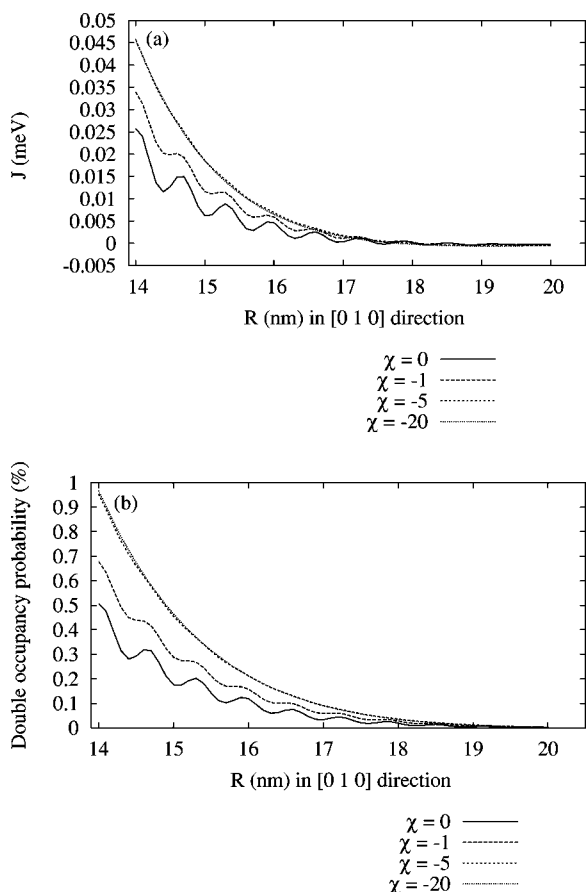 (a)
J (meV)
0.05
0.045
0.04
0.035
0.03
0.025
0.02
0.015
0.01
0.005
0
-0.005
14 15 16 17 18 19 20
R (nm) in [0 1 0] direction
χ = 0
χ = -1
χ = -5
χ = -20
(b)
Double occupancy probability (%)
1
0.9
0.8
0.7
0.6
0.5
0.4
0.3
0.2
0.1
0
14 15 16 17 18 19 20
R (nm) in [0 1 0] direction
χ = 0
χ = -1
χ = -5
χ = -20